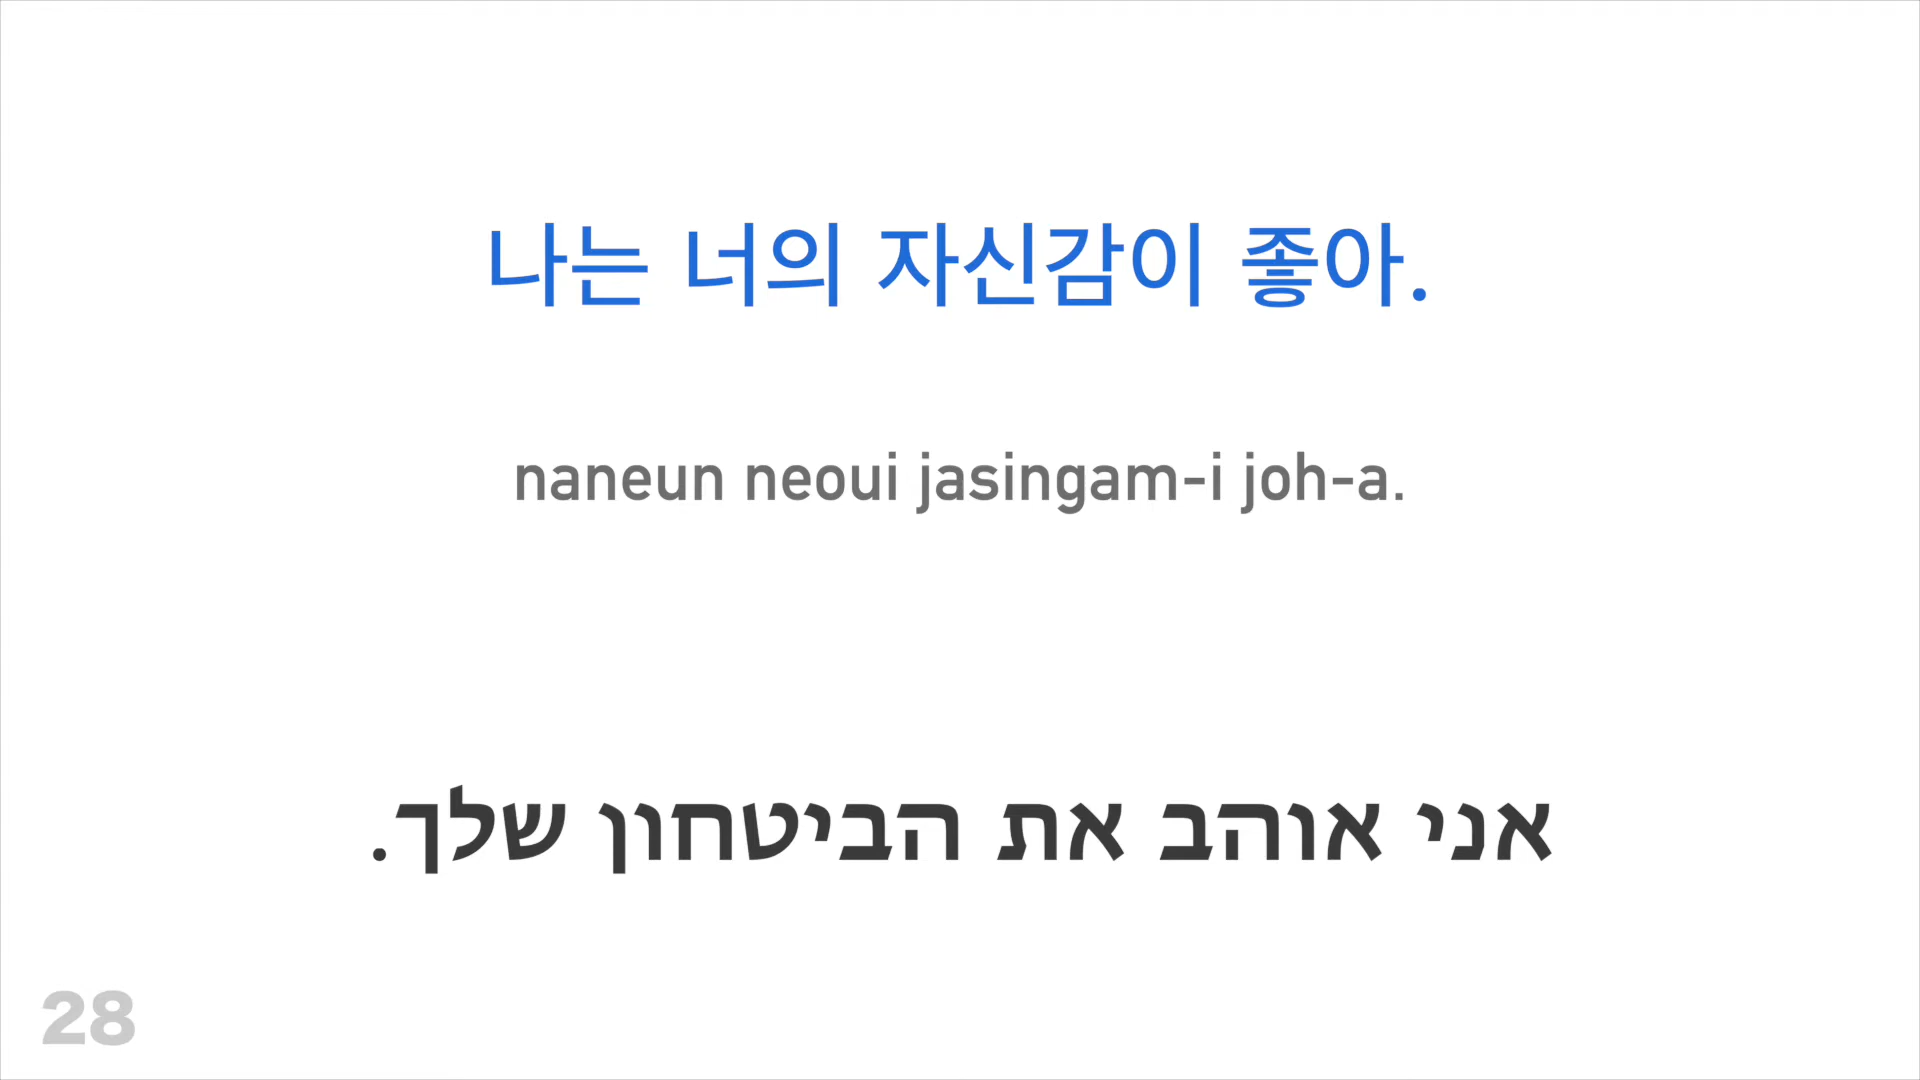 나는 너의 자신감이 좋아.
naneun neoui jasingam-i joh-a.
אני אוהב את הביטחון שלך.
28